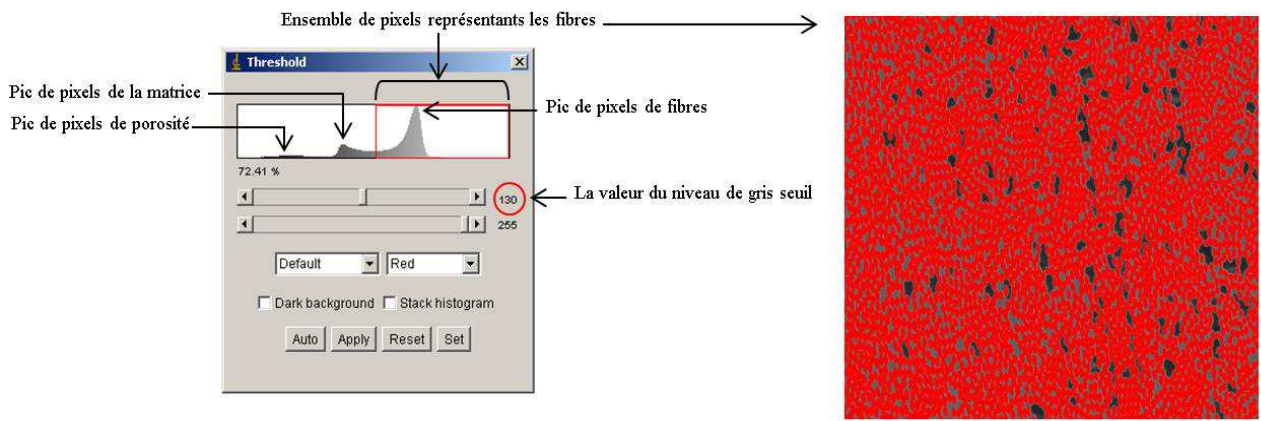 Ensemble de pixels représentants les fibres
Threshold
Pic de pixels de la matrice
Pic de pixels de fibres
Pic de pixels de porosité
72.41 %
130
La valeur du niveau de gris seuil
255
Default
Red
Dark background
Stack histogram
Auto
Apply
Reset
Set